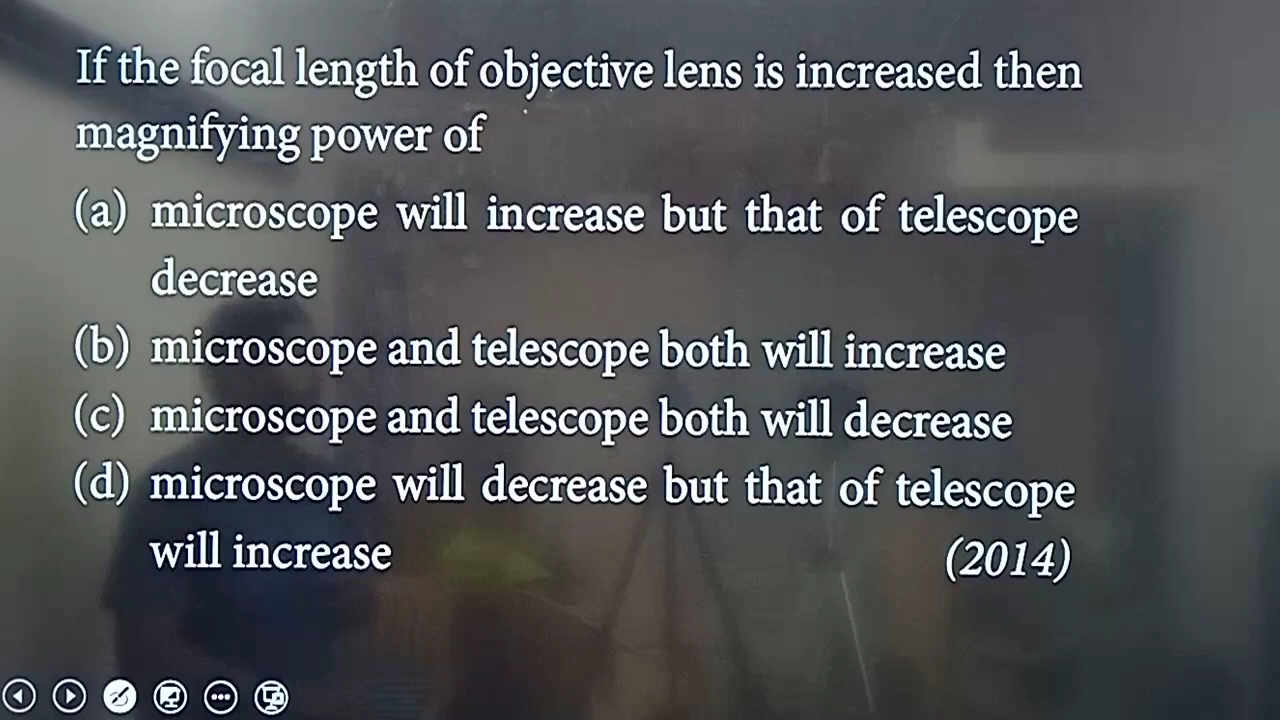 If the focal length of objective lens is increased then
magnifying power of
(a) microscope will increase but that of telescope
decrease
(b) microscope and telescope both will increase
(c) microscope and telescope both will decrease
(d) microscope will decrease but that of telescope
will increase (2014)